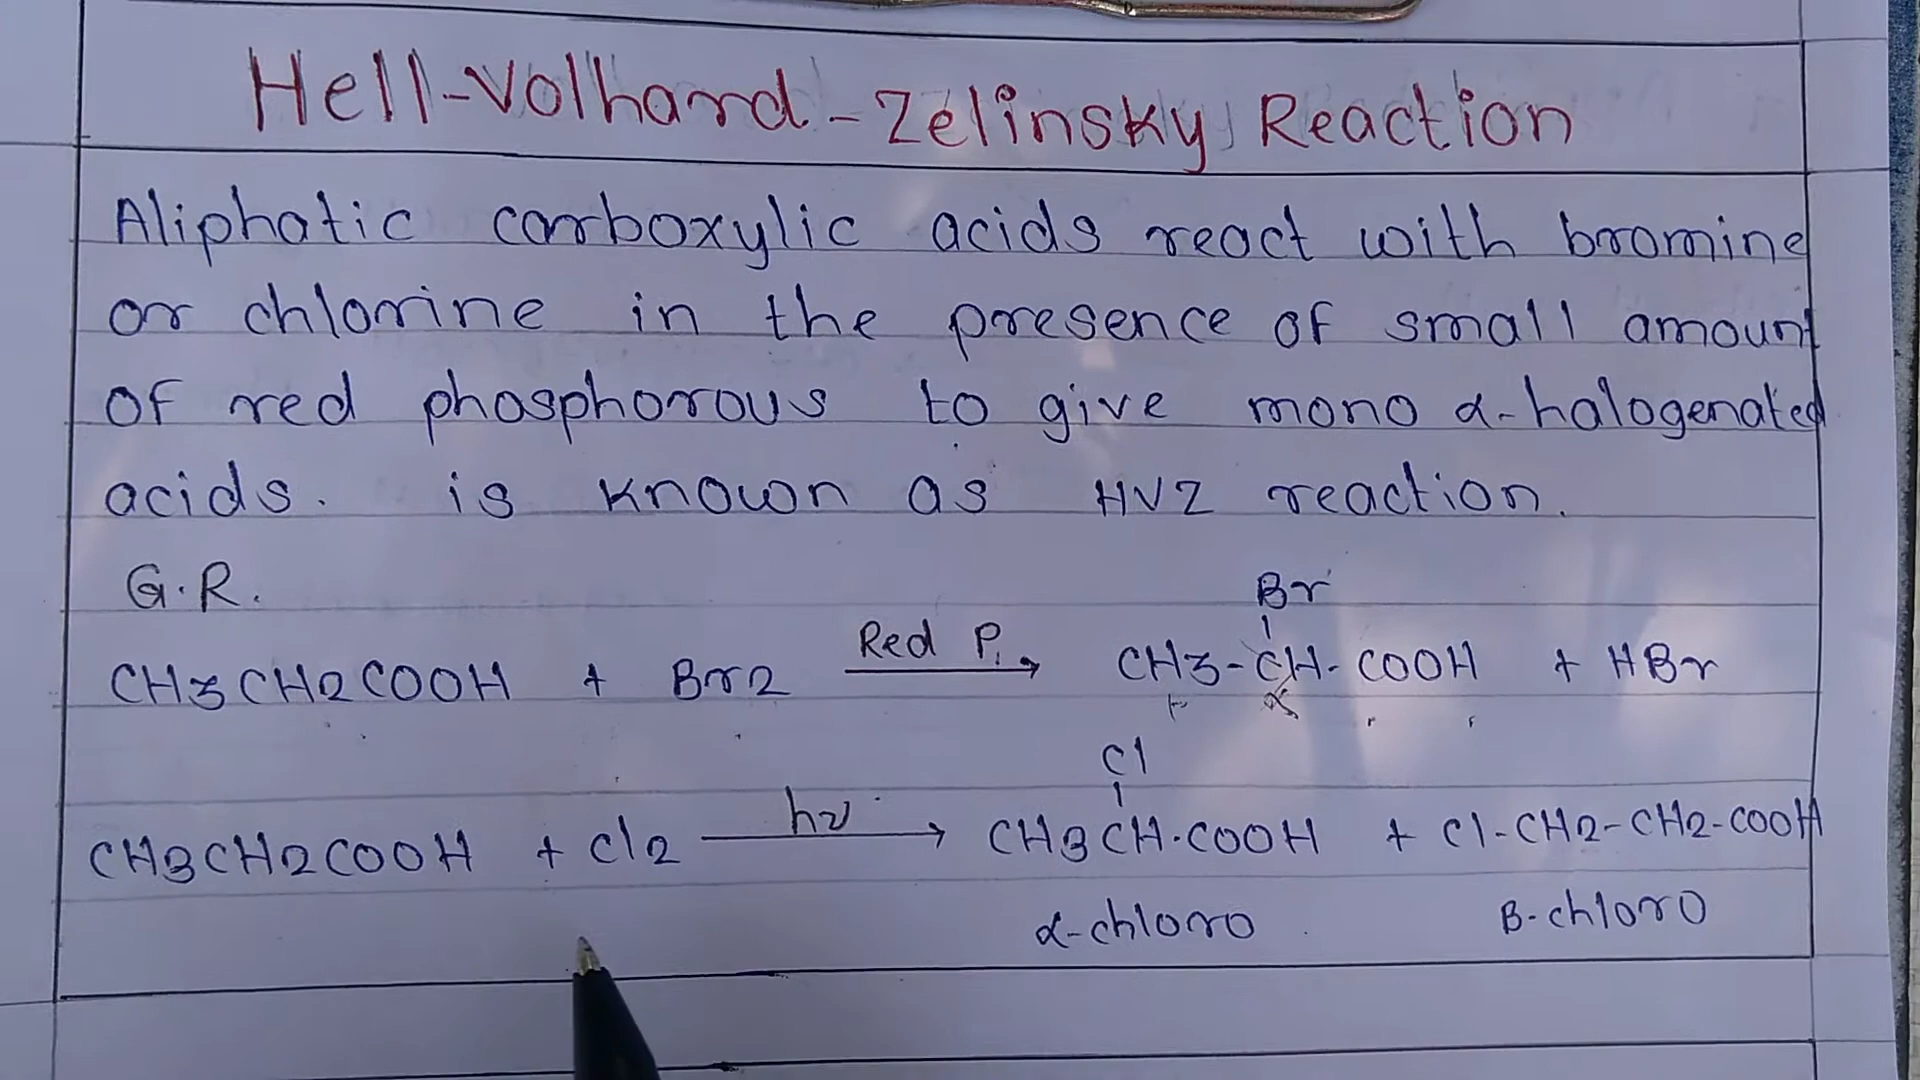 Hell-Volhard-Zelinsky Reaction
Aliphatic carboxylic acids react with bromine
or chlorine in the presence of small amount
of red phosphorous to give mono α-halogenated
acids. is known as HVZ reaction.
G.R.
Br
CH3CH2COOH + Br2 Red P. → CH3-CH-COOH + HBr
α
Cl
CH3CH2COOH + Cl2 hν → CH3CH·COOH + Cl-CH2-CH2-COOH
α-chloro β-chloro